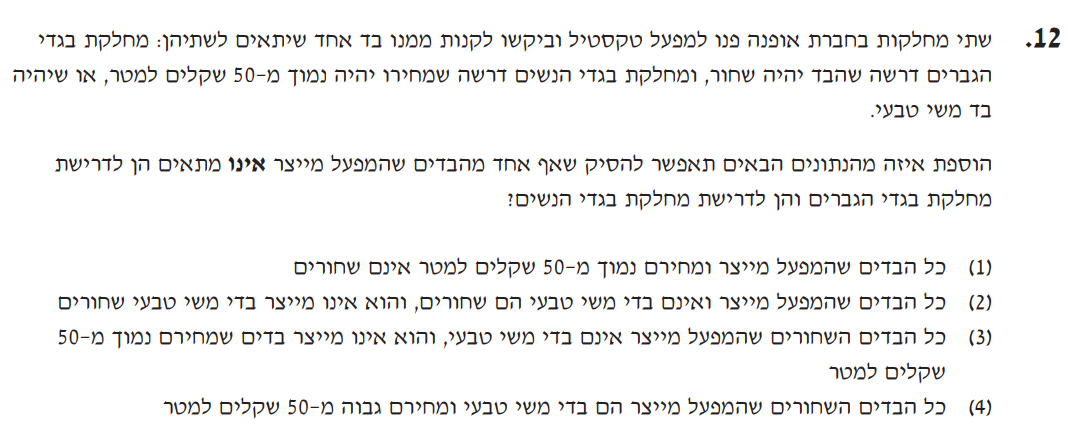 12. שתי מחלקות בחברת אופנה פנו למפעל טקסטיל וביקשו לקנות ממנו בד אחד שיתאים לשתיהן: מחלקת בגדי
הגברים דרשה שהבד יהיה שחור, ומחלקת בגדי הנשים דרשה שמחירו יהיה נמוך מ-50 שקלים למטר, או שיהיה
בד משי טבעי.
הוספת איזה מהנתונים הבאים תאפשר להסיק שאף אחד מהבדים שהמפעל מייצר אינו מתאים הן לדרישת
מחלקת בגדי הגברים והן לדרישת מחלקת בגדי הנשים?
(1) כל הבדים שהמפעל מייצר ומחירם נמוך מ-50 שקלים למטר אינם שחורים
(2) כל הבדים שהמפעל מייצר ואינם בדי משי טבעי הם שחורים, והוא אינו מייצר בדי משי טבעי שחורים
(3) כל הבדים השחורים שהמפעל מייצר אינם בדי משי טבעי, והוא אינו מייצר בדים שמחירם נמוך מ-50
שקלים למטר
(4) כל הבדים השחורים שהמפעל מייצר הם בדי משי טבעי ומחירם גבוה מ-50 שקלים למטר